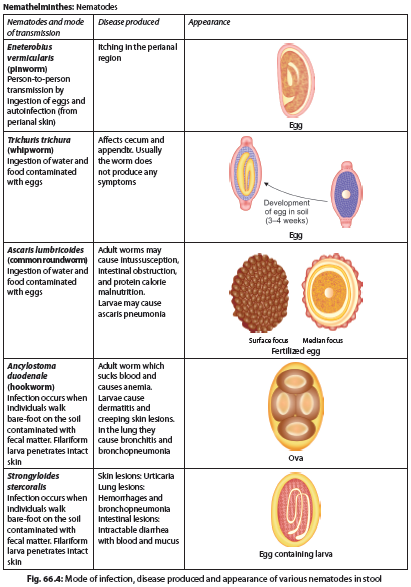 Nemathelminthes: Nematodes
Nematodes and mode
of transmission
Disease produced
Appearance
Eneterobius
vermicularis
(pinworm)
Person-to-person
transmission by
ingestion of eggs and
autoinfection (from
perianal skin)
Itching in the perianal
region
Egg
Trichuris trichura
(whipworm)
Ingestion of water and
food contaminated
with eggs
Affects cecum and
appendix. Usually
the worm does
not produce any
symptoms
Development
of egg in soil
(3–4 weeks)
Egg
Ascaris lumbricoides
(common roundworm)
Ingestion of water and
food contaminated
with eggs
Adult worms may
cause intussusception,
intestinal obstruction,
and protein calorie
malnutrition.
Larvae may cause
ascaris pneumonia
Surface focus
Median focus
Fertilized egg
Ancylostoma
duodenale
(hookworm)
Infection occurs when
individuals walk
bare-foot on the soil
contaminated with
fecal matter. Filariform
larva penetrates intact
skin
Adult worm which
sucks blood and
causes anemia.
Larvae cause
dermatitis and
creeping skin lesions.
In the lung they
cause bronchitis and
bronchopneumonia
Ova
Strongyloides
stercoralis
Infection occurs when
individuals walk
bare-foot on the soil
contaminated with
fecal matter. Filariform
larva penetrates intact
skin
Skin lesions: Urticaria
Lung lesions:
Hemorrhages and
bronchopneumonia
Intestinal lesions:
Intractable diarrhea
with blood and mucus
Egg containing larva
Fig. 66.4: Mode of infection, disease produced and appearance of various nematodes in stool